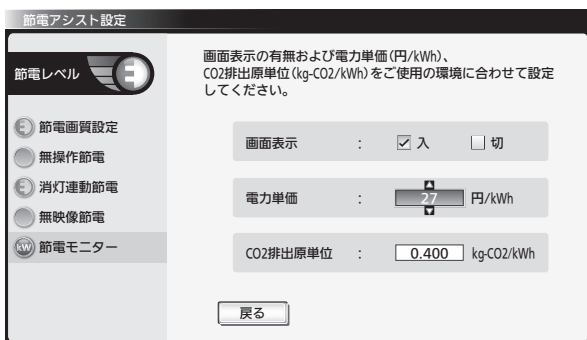 節電アシスト設定
節電レベル E
E 節電画質設定
無操作節電
E 消灯連動節電
無映像節電
kW 節電モニター
画面表示の有無および電力単価(円/kWh)、
CO2排出原単位(kg-CO2/kWh)をご使用の環境に合わせて設定
してください。
画面表示 : 入 切
電力単価 : 27 円/kWh
CO2排出原単位 : 0.400 kg-CO2/kWh
戻る